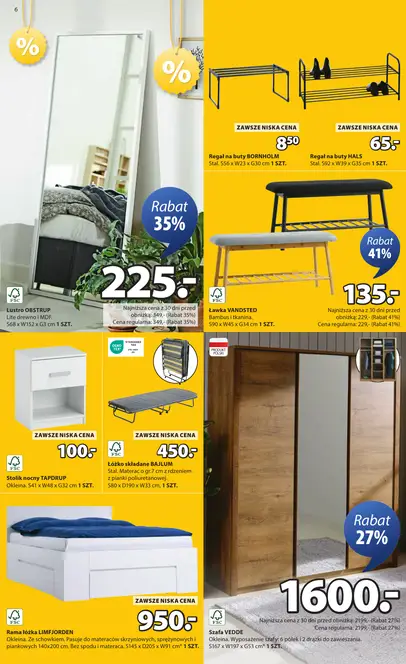 6
%
%
Rabat
35%
225.-
FSC
Lustro OBSTRUP
Lite drewno i MDF.
S68 x W152 x G3 cm 1 SZT.
Najniższa cena z 30 dni przed
obniżką: 349,- (Rabat 35%)
Cena regularna: 349,- (Rabat 35%)
ZAWSZE NISKA CENA
8⁵⁰
Regał na buty BORNHOLM
Stal. S56 x W23 x G30 cm 1 SZT.
ZAWSZE NISKA CENA
65.-
Regał na buty HALS
Stal. S92 x W39 x G35 cm 1 SZT.
Rabat
41%
135.-
FSC
Ławka VANDSTED
Bambus i tkanina.
S90 x W45 x G34 cm 1 SZT.
Najniższa cena z 30 dni przed
obniżką: 229,- (Rabat 41%)
Cena regularna: 229,- (Rabat 41%)
ZAWSZE NISKA CENA
100.-
FSC
Stolik nocny TAPDRUP
Okleina. S41 x W48 x G32 cm 1 SZT.
ZAWSZE NISKA CENA
450.-
Łóżko składane BAJLUM
Stal. Materac o gr.7 cm z rdzeniem
z pianki poliuretanowej.
S80 x D190 x W33 cm. 1 SZT.
ZAWSZE NISKA CENA
950.-
FSC
Rama łóżka LIMFJORDEN
Okleina. Ze schowkiem. Pasuje do materaców skrzyniowych, sprężynowych i
piankowych 140x200 cm. Bez spodu i materaca. S145 x D205 x W91 cm 1 SZT.
PRODUKT
POLSKI
Rabat
27%
1600.-
FSC
Najniższa cena z 30 dni przed obniżką: 2199,- (Rabat 27%)
Szafa VEDDE
Cena regularna: 2199,- (Rabat 27%)
Okleina. Wyposażenie szafy: 6 półek i 2 drążki do zawieszania.
S167 x W197 x G53 cm 1 SZT.